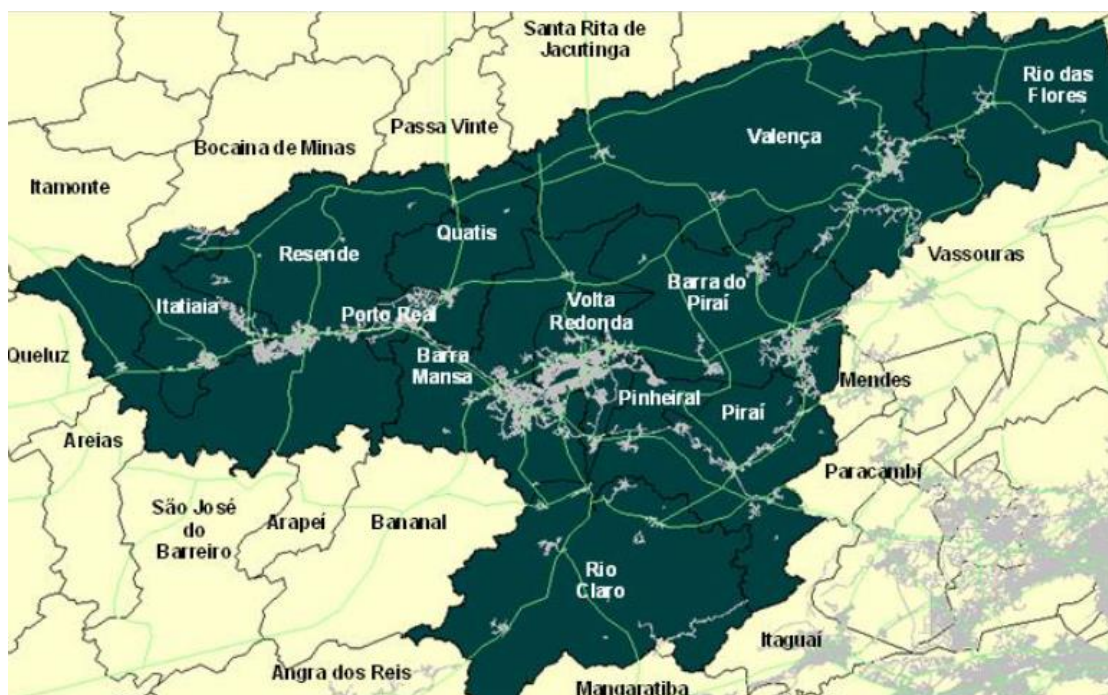 Santa Rita de
Jacutinga
Rio das
Flores
Passa Vinte
Valença
Bocaina de Minas
Itamonte
Quatis
Resende
Vassouras
Barra do
Piraí
Itatiaia
Porto Real
Volta
Redonda
Queluz
Barra
Mansa
Mendes
Pinheiral
Piraí
Areias
Paracambi
São José
do
Barreiro
Arapeí
Bananal
Rio
Claro
Itaguaí
Angra dos Reis
Mangaratiba